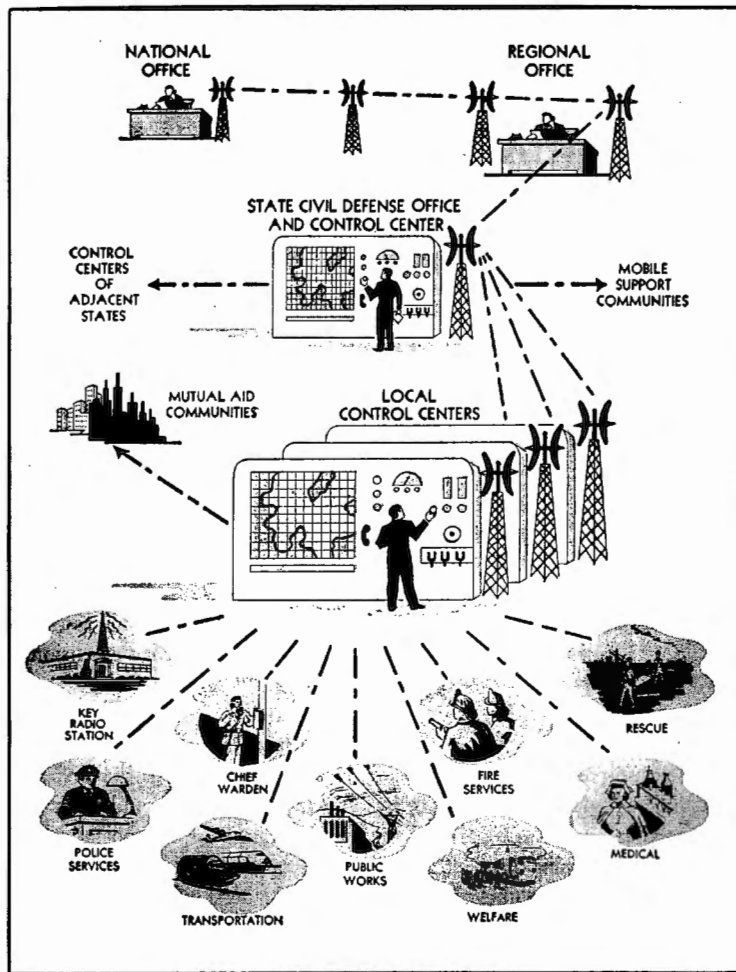 NATIONAL
OFFICE
REGIONAL
OFFICE
STATE CIVIL DEFENSE OFFICE
AND CONTROL CENTER
CONTROL
CENTERS
OF
ADJACENT
STATES
MOBILE
SUPPORT
COMMUNITIES
MUTUAL AID
COMMUNITIES
LOCAL
CONTROL CENTERS
KEY
RADIO
STATION
CHIEF
WARDEN
FIRE
SERVICES
RESCUE
POLICE
SERVICES
TRANSPORTATION
PUBLIC
WORKS
WELFARE
MEDICAL